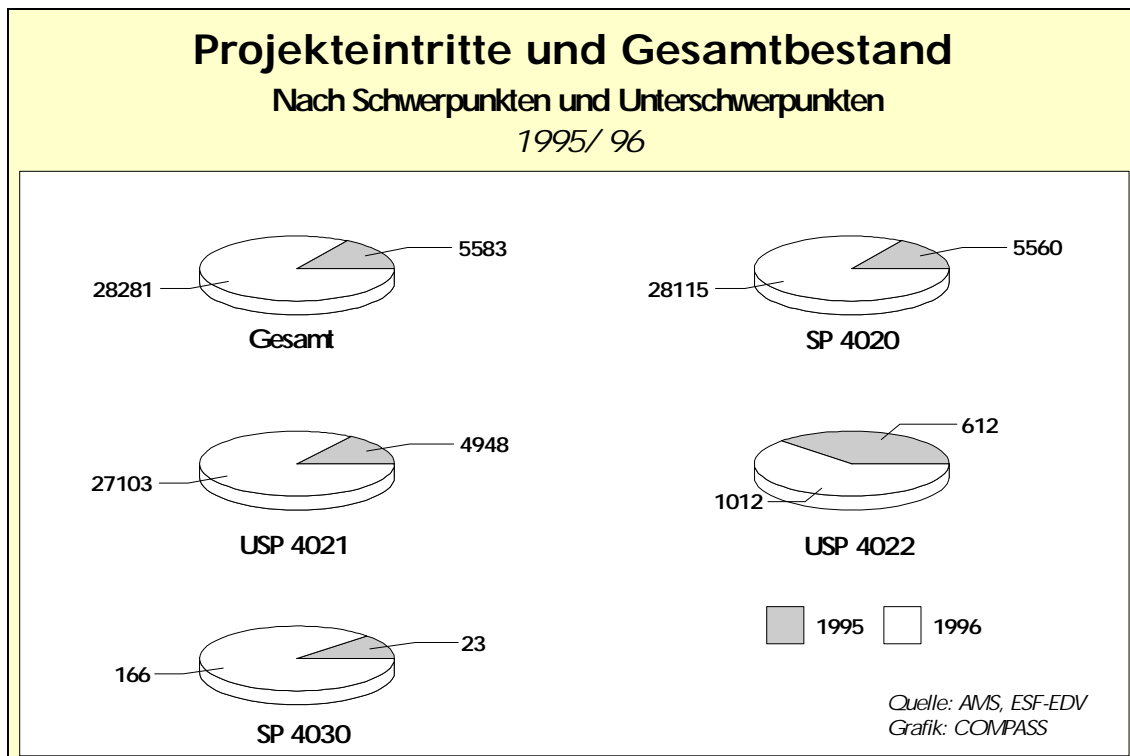 Projekteintritte und Gesamtbestand
Nach Schwerpunkten und Unterschwerpunkten
1995/ 96
5583
28281
Gesamt
5560
28115
SP 4020
4948
27103
USP 4021
612
1012
USP 4022
23
166
SP 4030
1995
1996
Quelle: AMS, ESF-EDV
Grafik: COMPASS